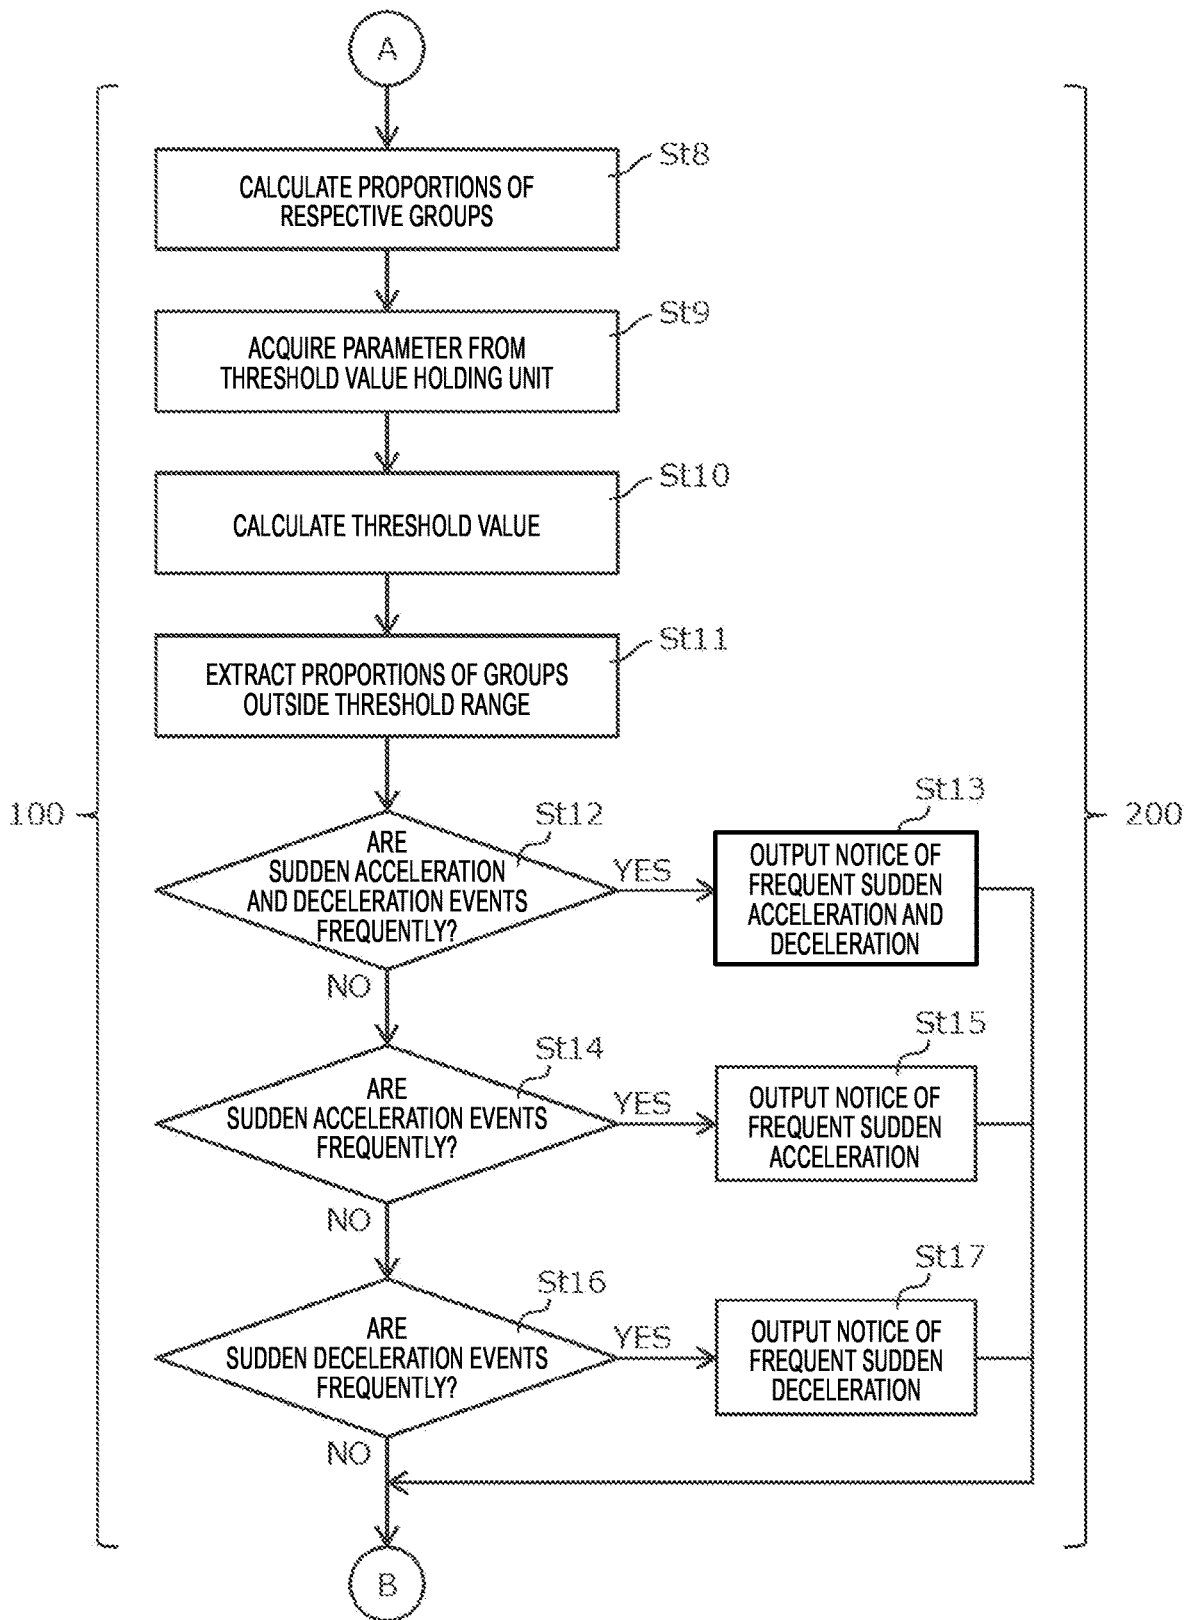 A
St8
CALCULATE PROPORTIONS OF
RESPECTIVE GROUPS
St9
ACQUIRE PARAMETER FROM
THRESHOLD VALUE HOLDING UNIT
St10
CALCULATE THRESHOLD VALUE
St11
EXTRACT PROPORTIONS OF GROUPS
OUTSIDE THRESHOLD RANGE
100
200
St12
ARE
SUDDEN ACCELERATION
AND DECELERATION EVENTS
FREQUENTLY?
YES
NO
St13
OUTPUT NOTICE OF
FREQUENT SUDDEN
ACCELERATION AND
DECELERATION
St14
ARE
SUDDEN ACCELERATION EVENTS
FREQUENTLY?
YES
NO
St15
OUTPUT NOTICE OF
FREQUENT SUDDEN
ACCELERATION
St16
ARE
SUDDEN DECELERATION EVENTS
FREQUENTLY?
YES
NO
St17
OUTPUT NOTICE OF
FREQUENT SUDDEN
DECELERATION
B